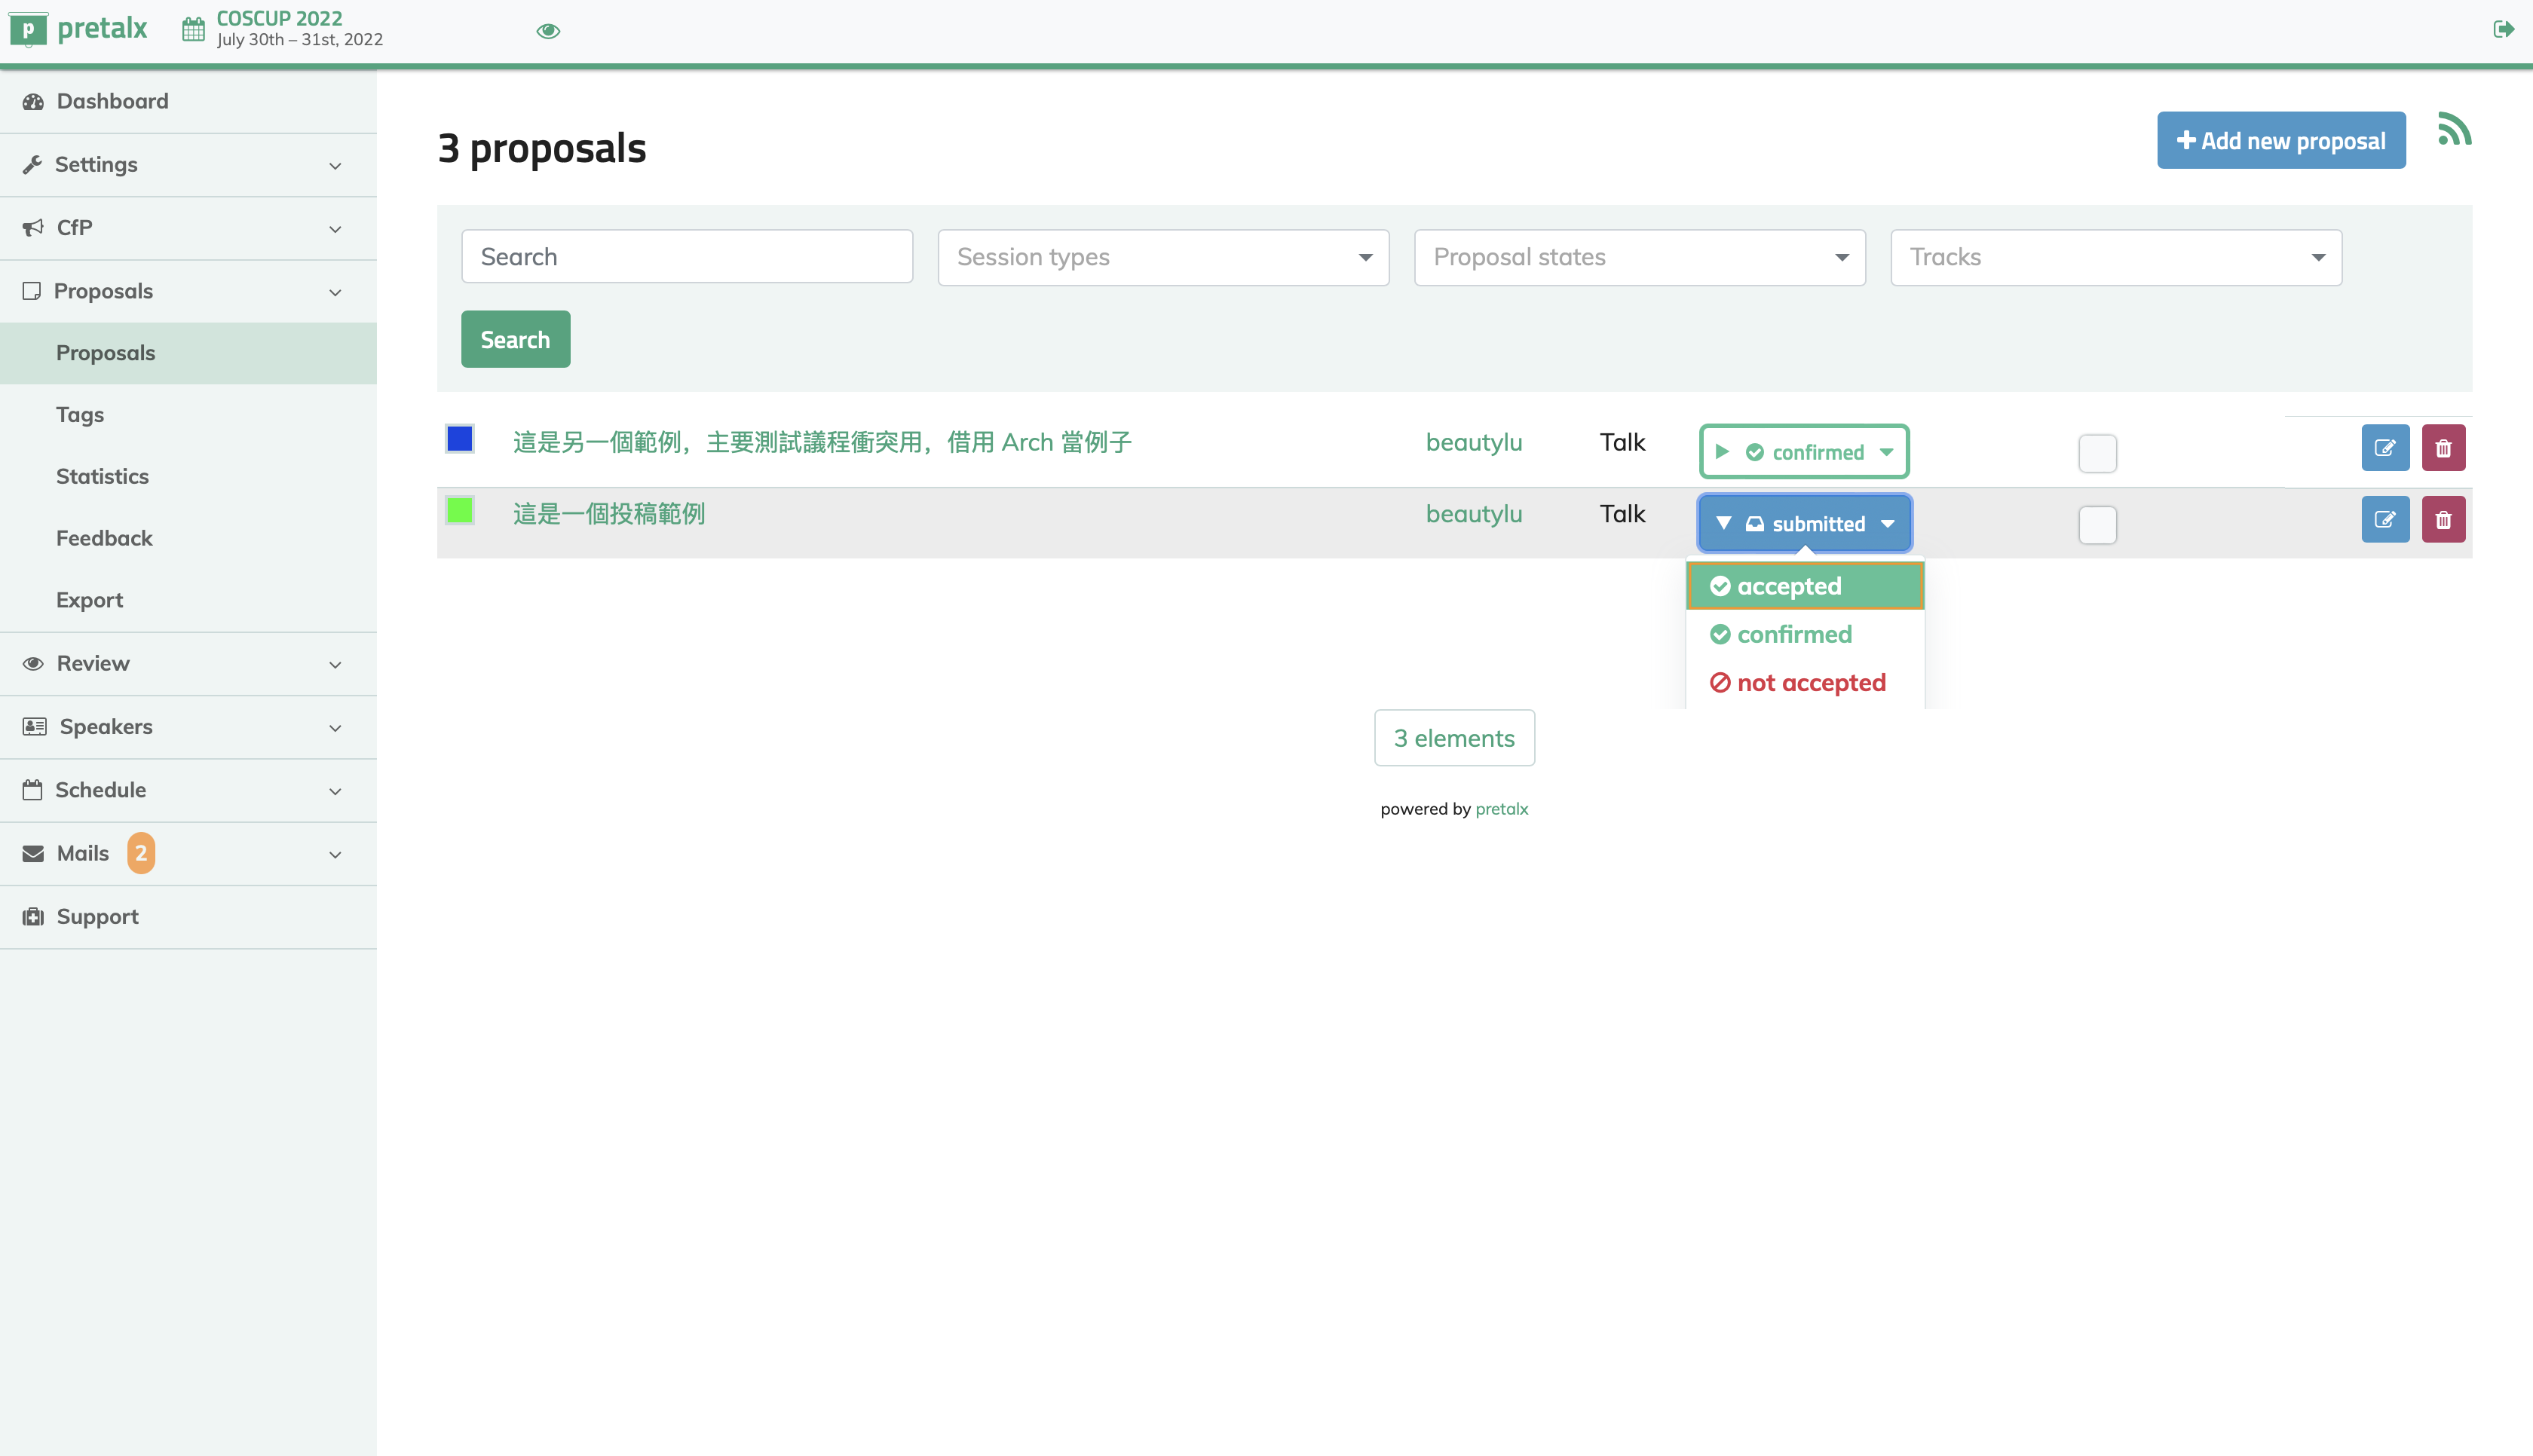 pretalx
COSCUP 2022
July 30th – 31st, 2022
Dashboard
Settings
CfP
Proposals
Proposals
Tags
Statistics
Feedback
Export
Review
Speakers
Schedule
Mails 2
Support
3 proposals
Add new proposal
Search
Session types
Proposal states
Tracks
Search
這是另一個範例，主要測試議程衝突用，借用 Arch 當例子 beautylu Talk confirmed
這是一個投稿範例 beautylu Talk submitted
accepted
confirmed
not accepted
3 elements
powered by pretalx